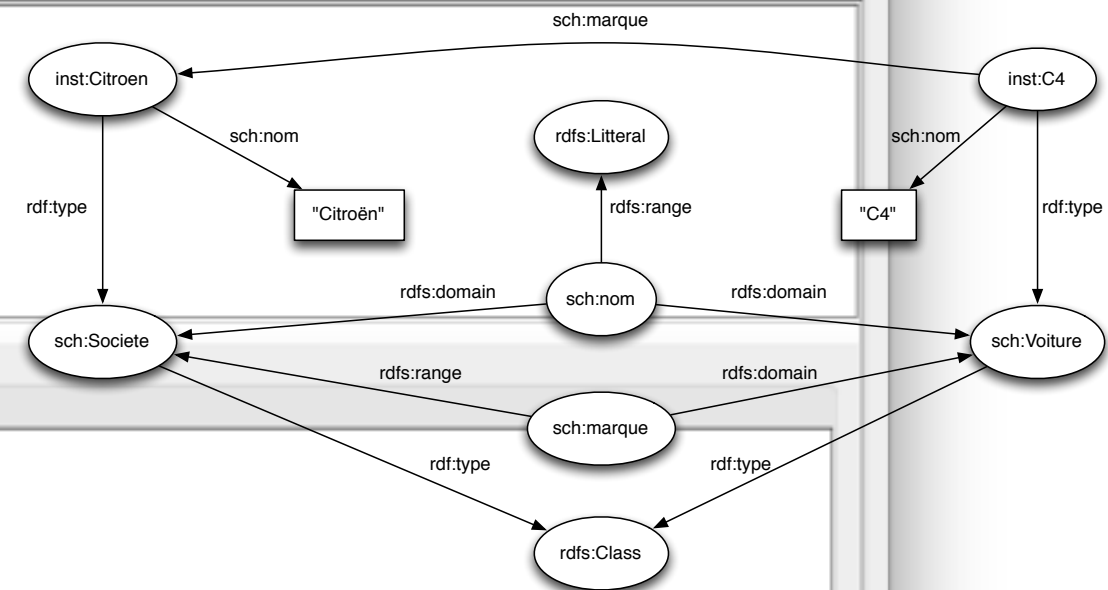 sch:marque
inst:Citroen
inst:C4
sch:nom
rdfs:Litteral
sch:nom
rdf:type
"Citroën"
rdfs:range
"C4"
rdf:type
rdfs:domain
sch:nom
rdfs:domain
sch:Societe
sch:Voiture
rdfs:range
rdfs:domain
sch:marque
rdf:type
rdf:type
rdfs:Class